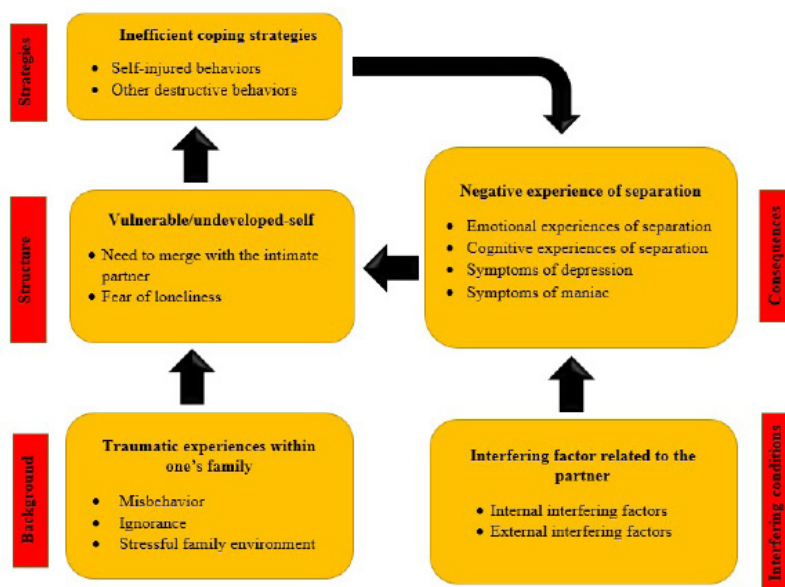 Strategies
Inefficient coping strategies
• Self-injured behaviors
• Other destructive behaviors
Structure
Vulnerable/undeveloped-self
• Need to merge with the intimate
partner
• Fear of loneliness
Negative experience of separation
• Emotional experiences of separation
• Cognitive experiences of separation
• Symptoms of depression
• Symptoms of maniac
Consequences
Background
Traumatic experiences within
one's family
• Misbehavior
• Ignorance
• Stressful family environment
Interfering factor related to the
partner
• Internal interfering factors
• External interfering factors
Interfering conditions